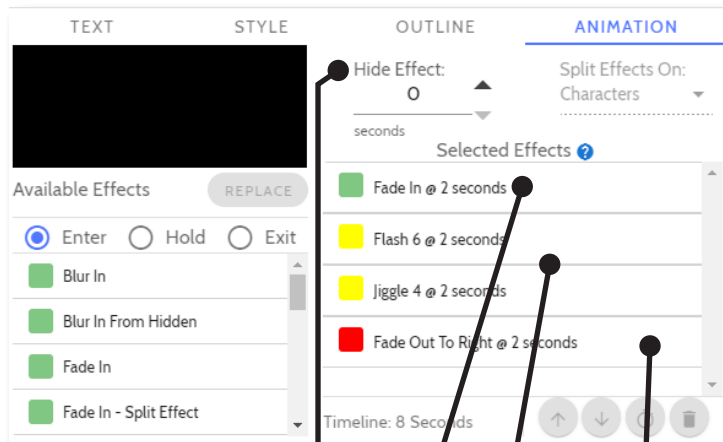 TEXT STYLE OUTLINE ANIMATION
Hide Effect:
0
seconds
Split Effects On:
Characters
Selected Effects ?
Fade In @ 2 seconds
Flash 6 @ 2 seconds
Jiggle 4 @ 2 seconds
Fade Out To Right @ 2 seconds
Timeline: 8 Seconds
Available Effects REPLACE
Enter Hold Exit
Blur In
Blur In From Hidden
Fade In
Fade In - Split Effect